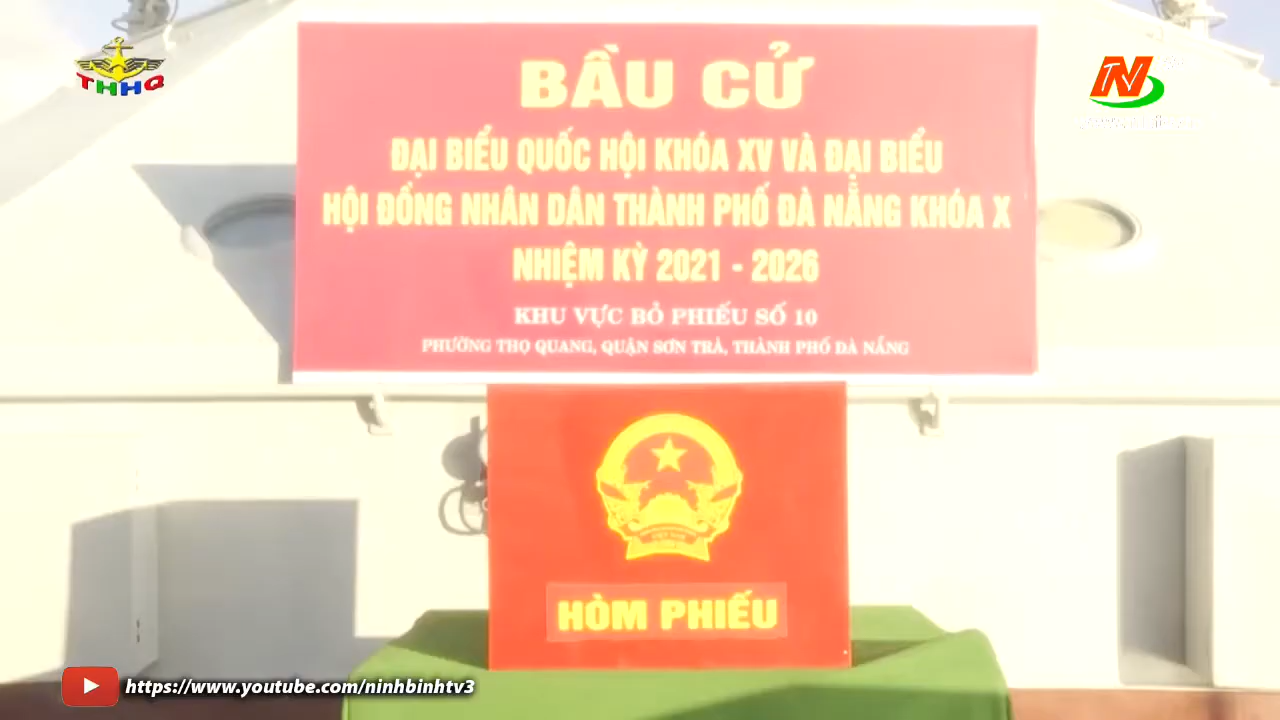 THHQ
BẦU CỬ
ĐẠI BIỂU QUỐC HỘI KHÓA XV VÀ ĐẠI BIỂU
HỘI ĐỒNG NHÂN DÂN THÀNH PHỐ ĐÀ NẴNG KHÓA X
NHIỆM KỲ 2021 - 2026
KHU VỰC BỎ PHIẾU SỐ 10
PHƯỜNG THỌ QUANG, QUẬN SƠN TRÀ, THÀNH PHỐ ĐÀ NẴNG
VIỆT NAM
HÒM PHIẾU
https://www.youtube.com/ninhbinhtv3